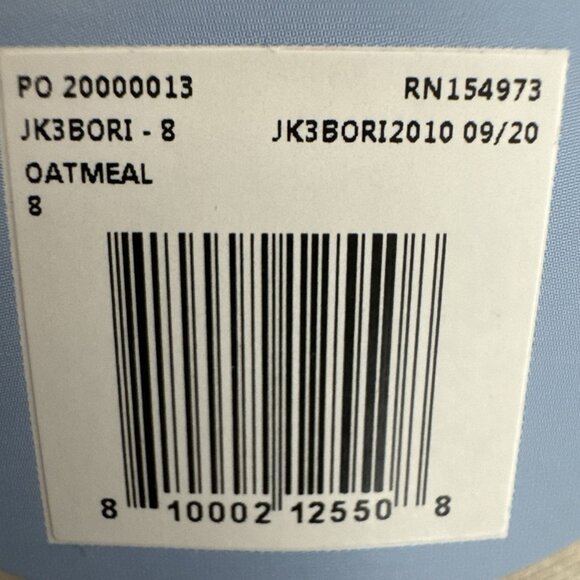 PO 20000013 RN154973
JK3BORI - 8 JK3BORI2010 09/20
OATMEAL
8
8 10002 12550 8